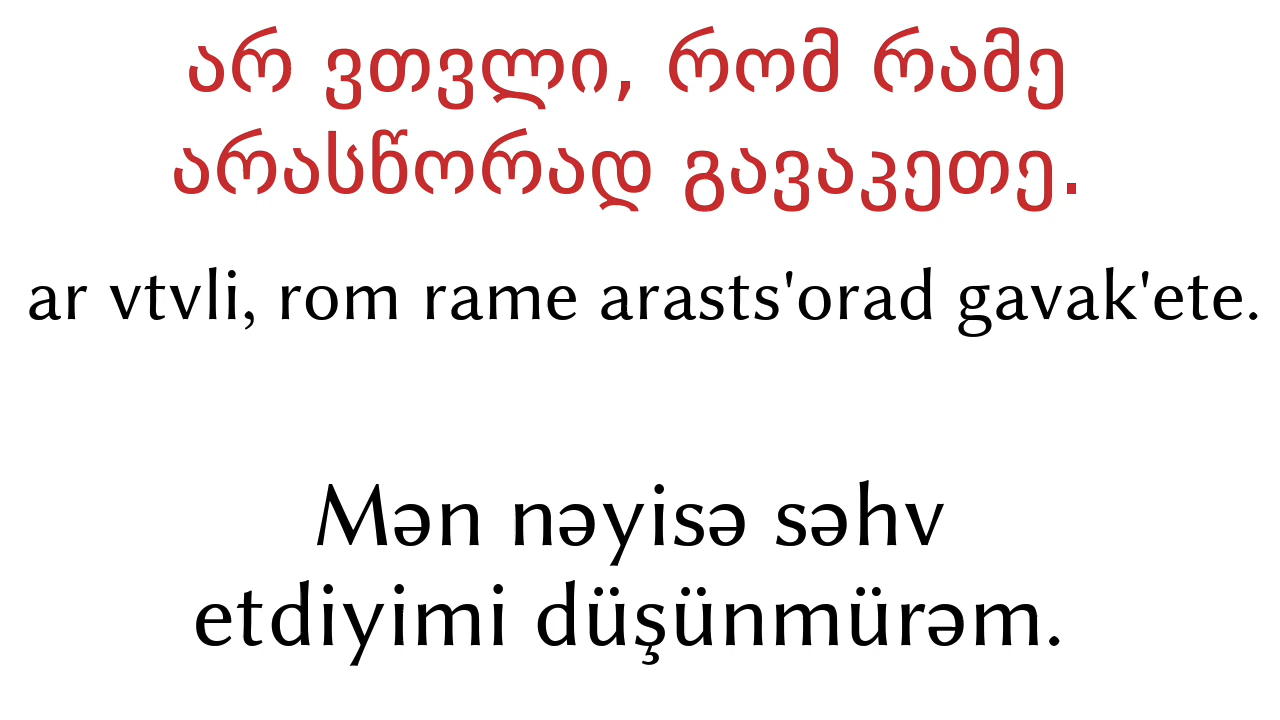 არ ვთვლი, რომ რამე
არასწორად გავაკეთე.
ar vtvli, rom rame arasts'orad gavak'ete.
Mən nəyisə səhv
etdiyimi düşünmürəm.